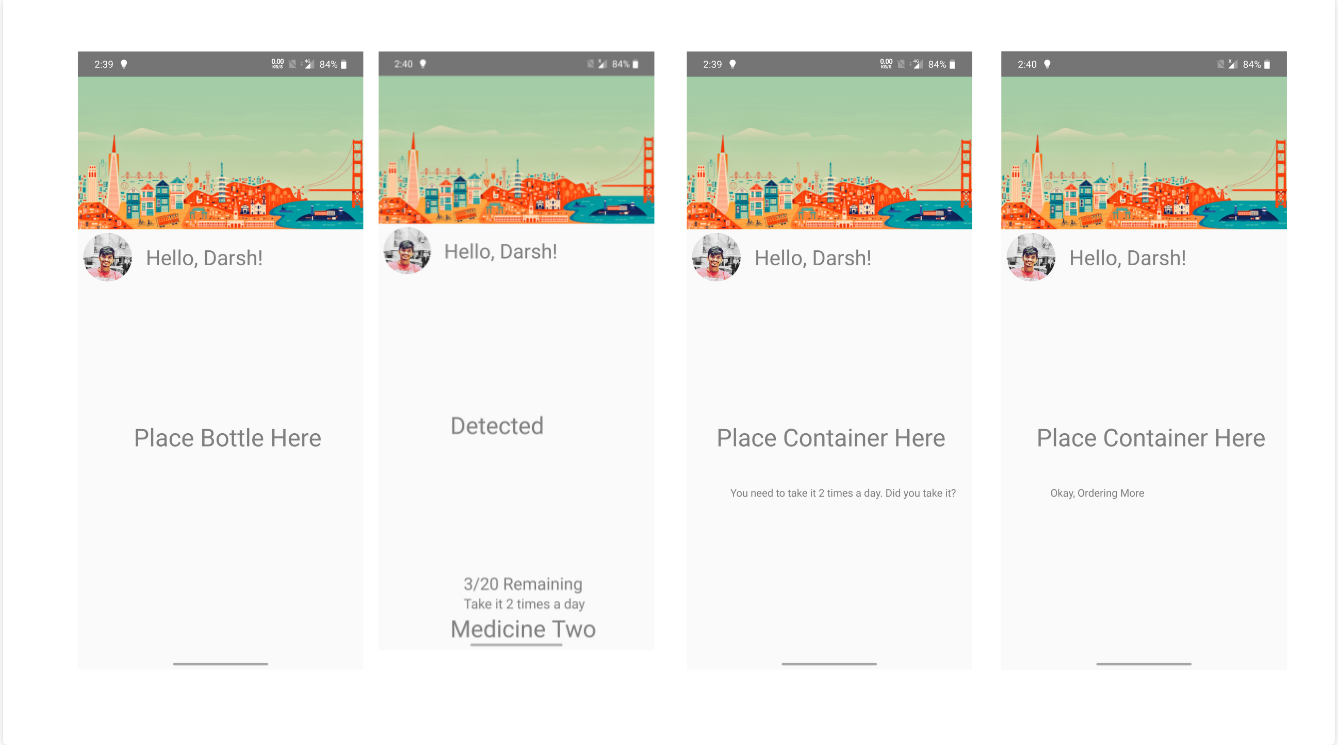 2:39
0.00
KB/S
84%
Hello, Darsh!
Place Bottle Here
2:40
84%
Hello, Darsh!
Detected
3/20 Remaining
Take it 2 times a day
Medicine Two
2:39
0.00
KB/S
84%
Hello, Darsh!
Place Container Here
You need to take it 2 times a day. Did you take it?
2:40
84%
Hello, Darsh!
Place Container Here
Okay, Ordering More